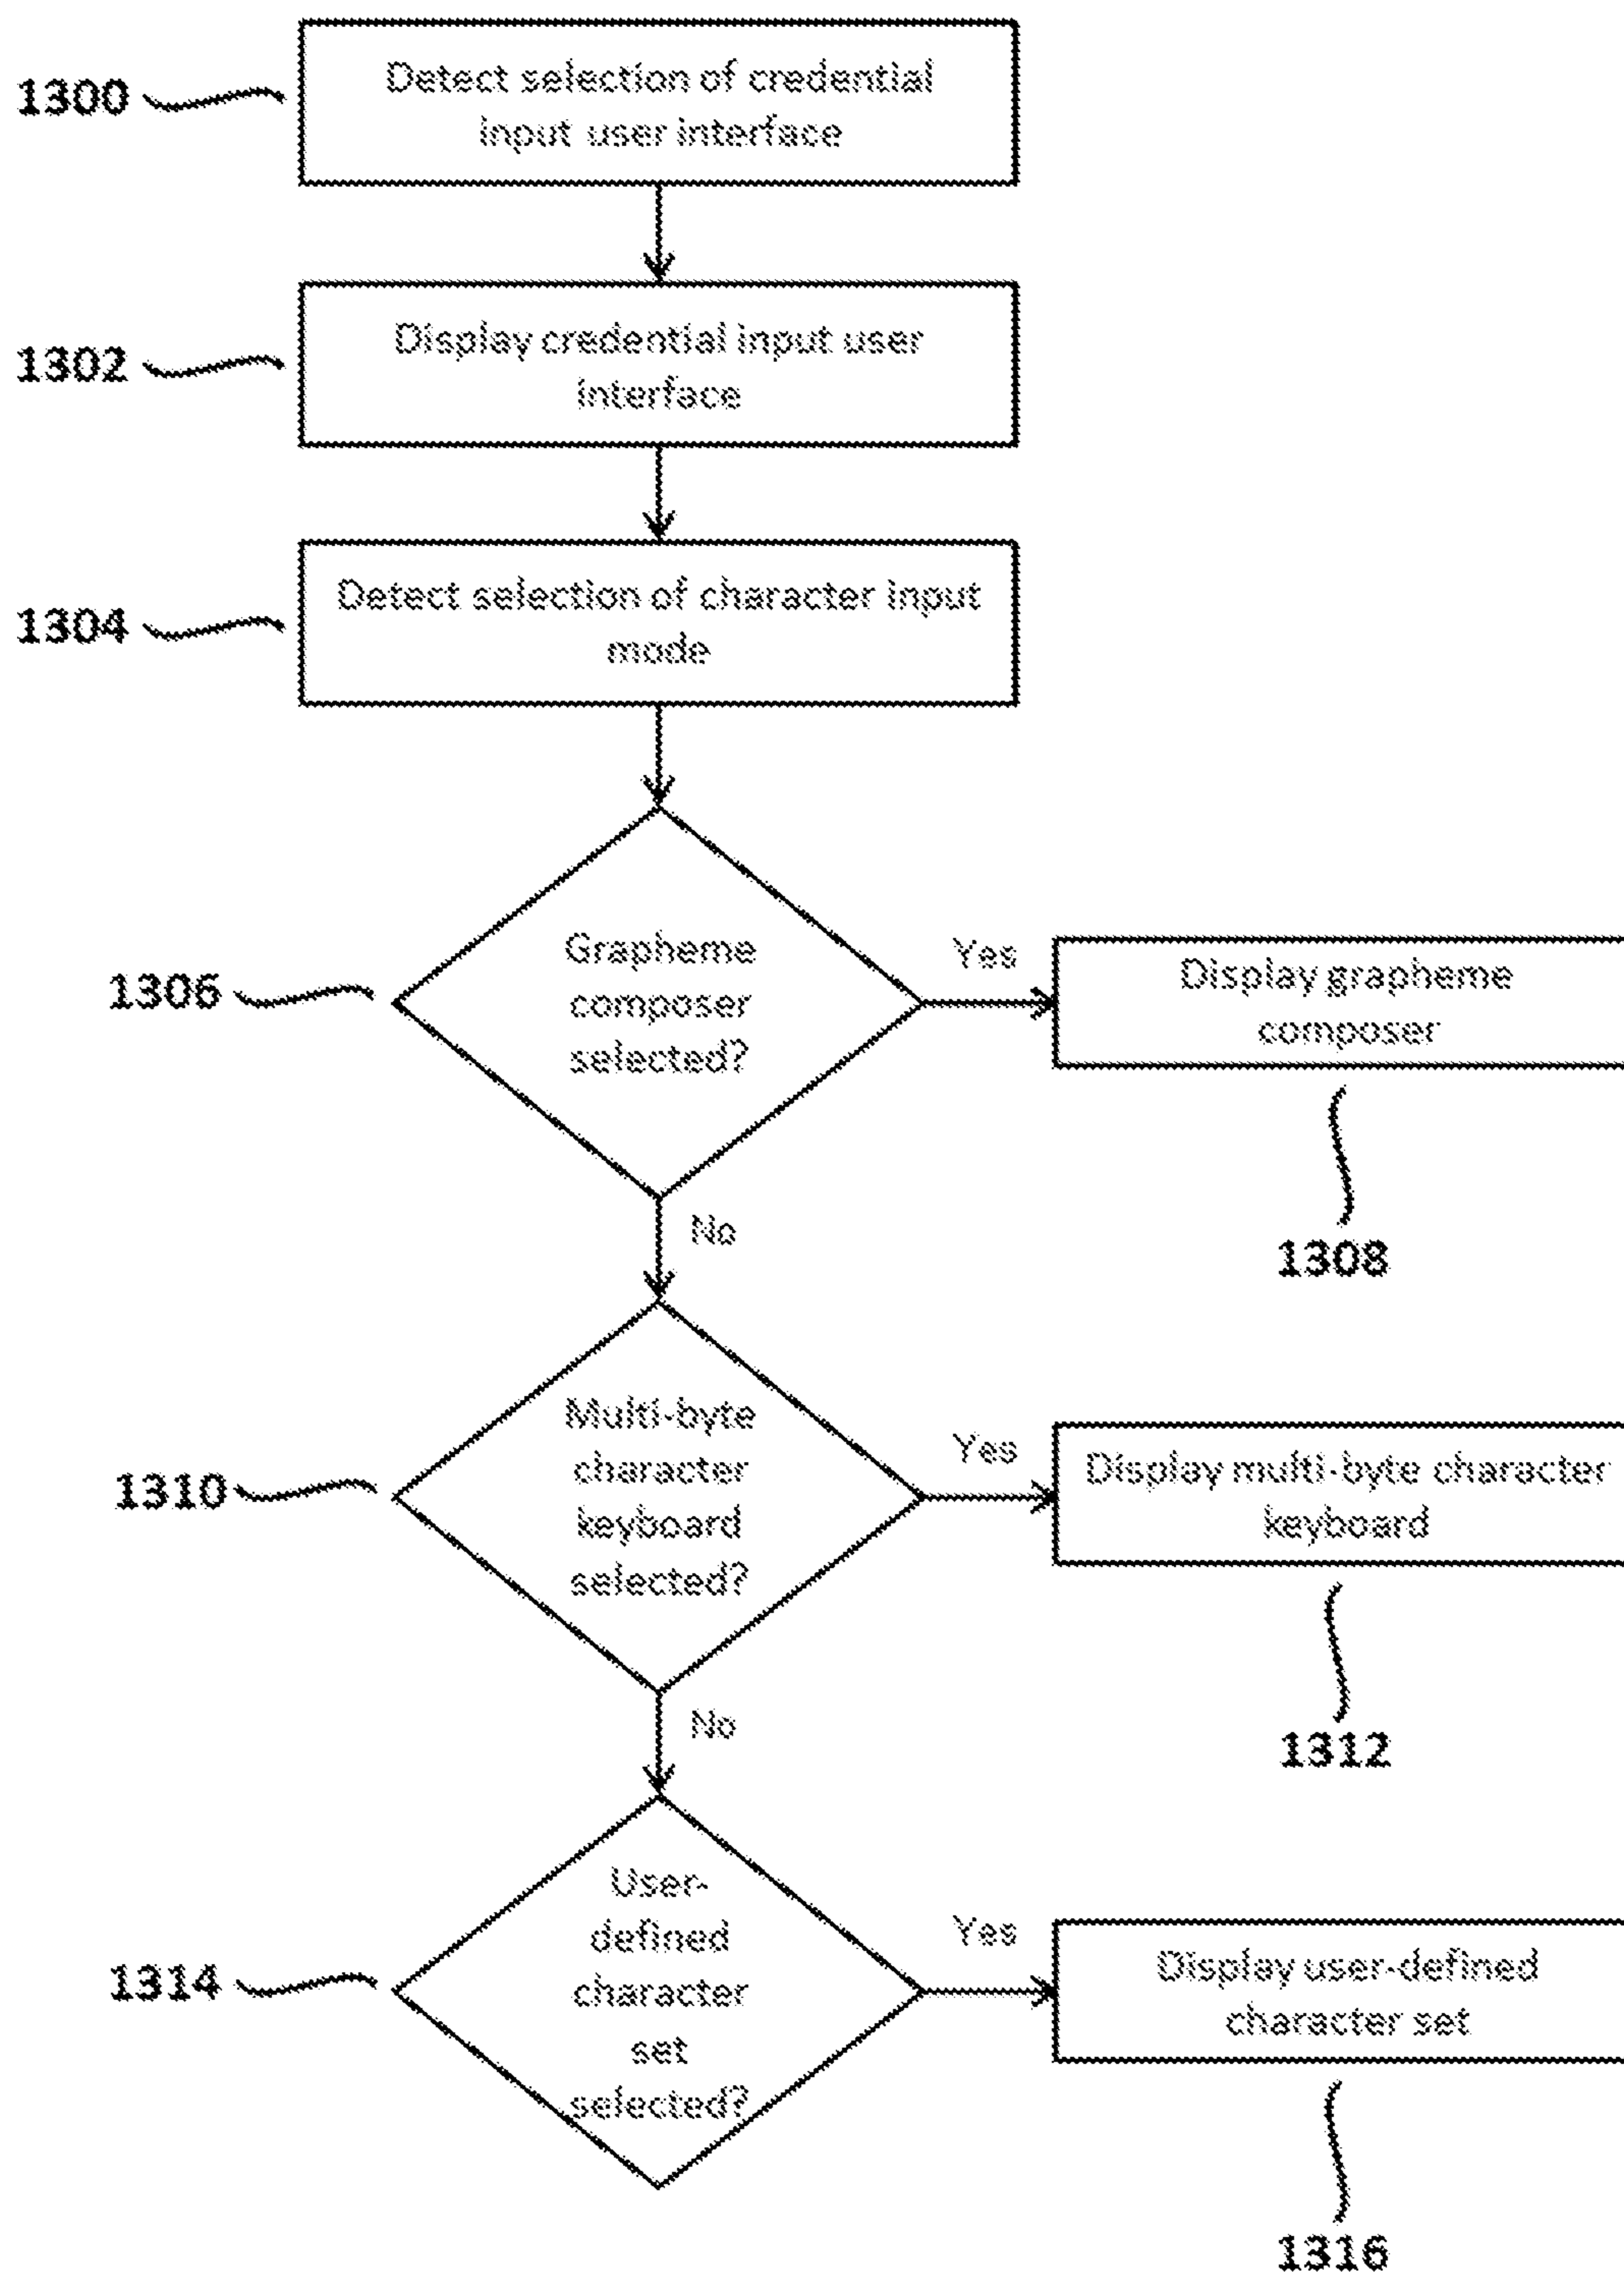 1300
Detect selection of credential
input user interface
1302
Display credential input user
interface
1304
Detect selection of character input
mode
1306
Grapheme
composer
selected?
Yes
Display grapheme
composer
1308
No
1310
Multi-byte
character
keyboard
selected?
Yes
Display multi-byte character
keyboard
1312
No
1314
User-
defined
character
set
selected?
Yes
Display user-defined
character set
1316